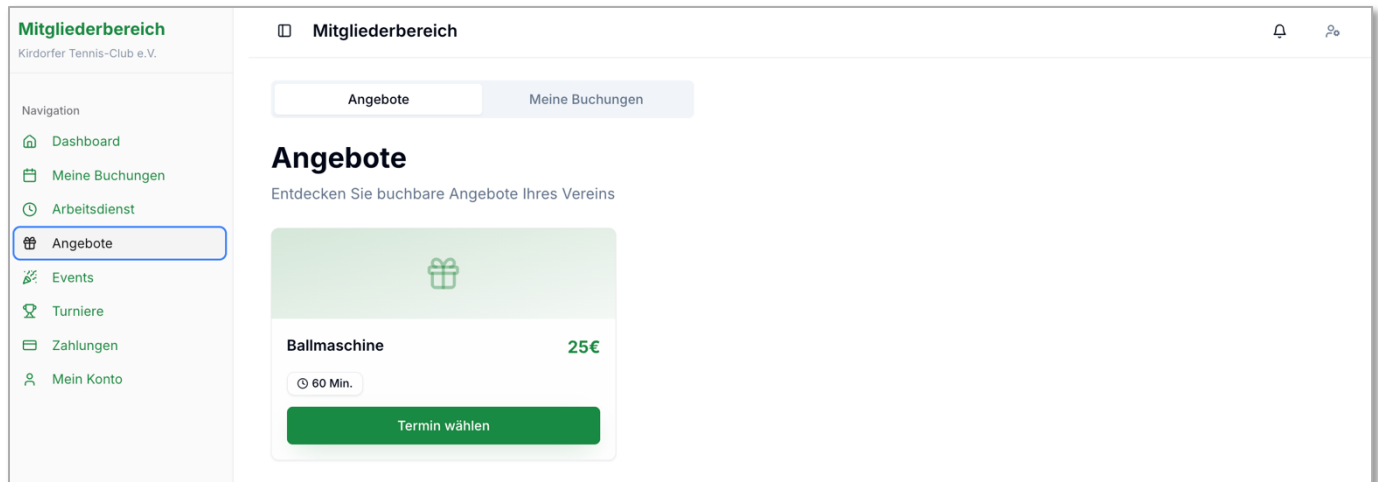 Mitgliederbereich
Kirdorfer Tennis-Club e.V.
Navigation
Dashboard
Meine Buchungen
Arbeitsdienst
Angebote
Events
Turniere
Zahlungen
Mein Konto
Mitgliederbereich
Angebote
Meine Buchungen
Angebote
Entdecken Sie buchbare Angebote Ihres Vereins
Ballmaschine
25€
60 Min.
Termin wählen